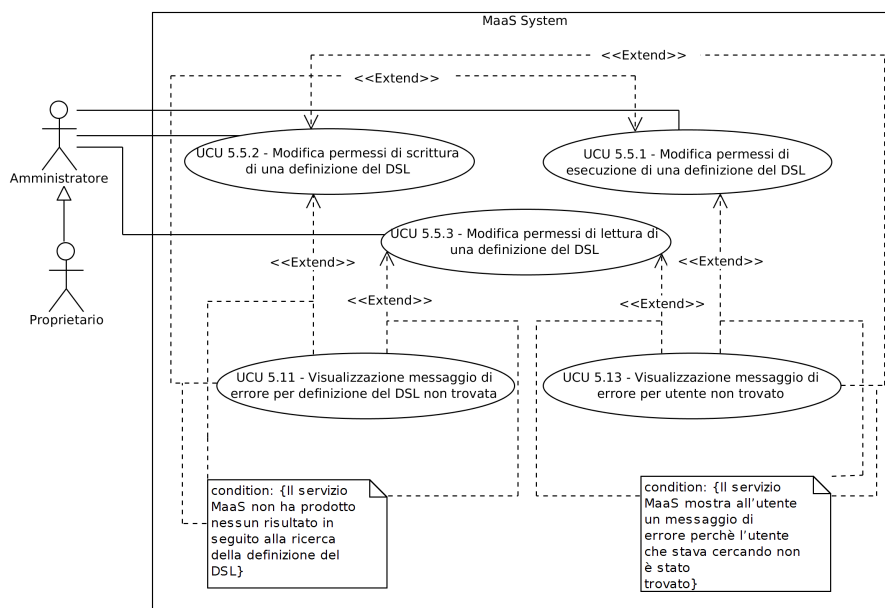 MaaS System
<<Extend>>
<<Extend>>
Amministratore
UCU 5.5.2 - Modifica permessi di scrittura
di una definizione del DSL
UCU 5.5.1 - Modifica permessi di
esecuzione di una definizione del DSL
UCU 5.5.3 - Modifica permessi di lettura di
una definizione del DSL
<<Extend>>
<<Extend>>
<<Extend>>
<<Extend>>
Proprietario
UCU 5.11 - Visualizzazione messaggio di
errore per definizione del DSL non trovata
UCU 5.13 - Visualizzazione messaggio di
errore per utente non trovato
condition: {Il servizio
MaaS non ha prodotto
nessun risultato in
seguito alla ricerca
della definizione del
DSL}
condition: {Il servizio
MaaS mostra all'utente
un messaggio di
errore perchè l'utente
che stava cercando non
è stato
trovato}